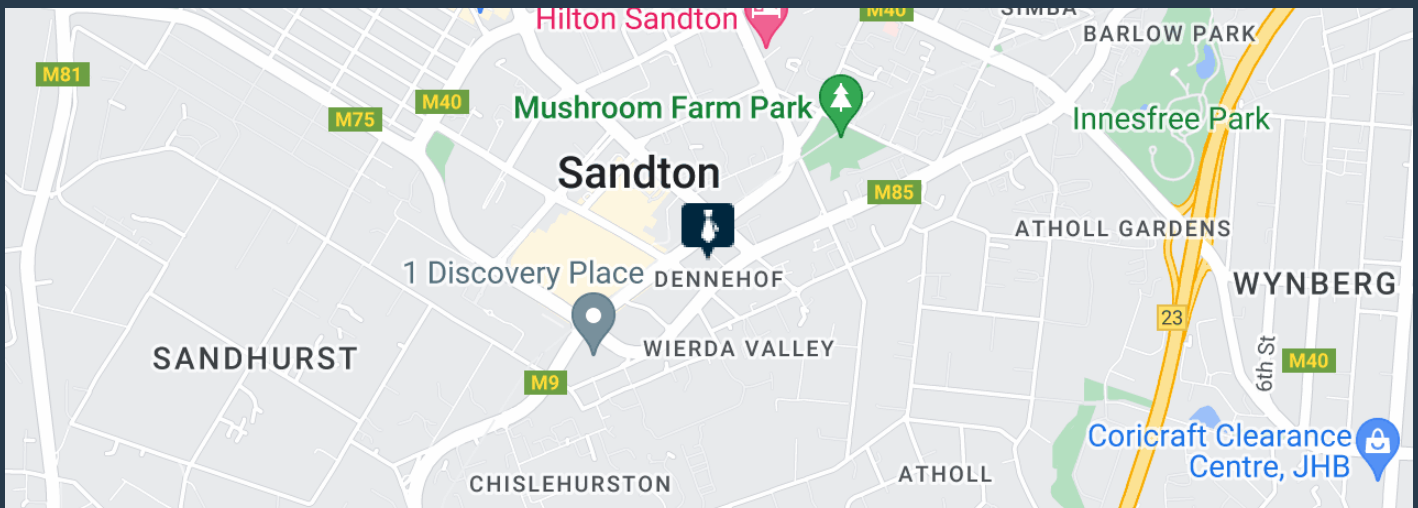 Hilton Sandton
M40
SIMBA
BARLOW PARK
M81
M40
M75
Mushroom Farm Park
Innesfree Park
Sandton
M85
ATHOLL GARDENS
1 Discovery Place
DENNEHOF
WYNBERG
23
SANDHURST
WIERDA VALLEY
6th St
M40
M9
Coricraft Clearance
Centre, JHB
CHISLEHURSTON
ATHOLL